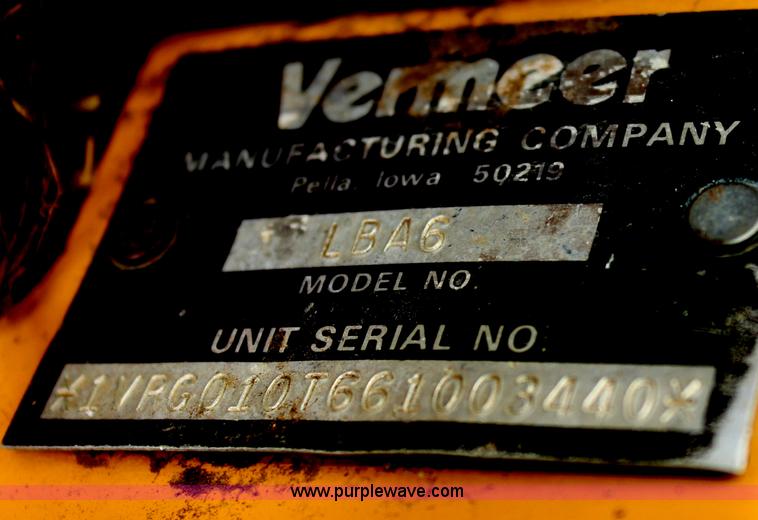 Vermeer
MANUFACTURING COMPANY
Pella, Iowa 50219
LBA6
MODEL NO.
UNIT SERIAL NO.
*1VRG010T661003440*
www.purplewave.com